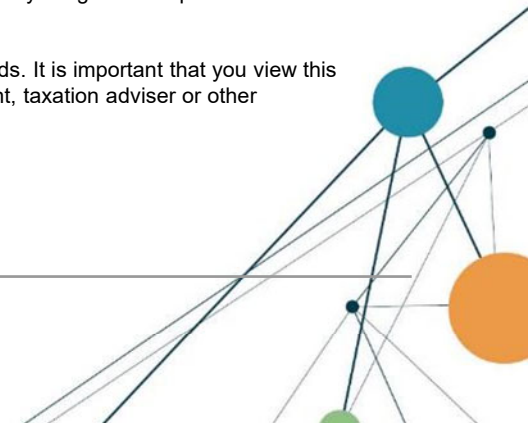 ds. It is important that you view this
nt, taxation adviser or other